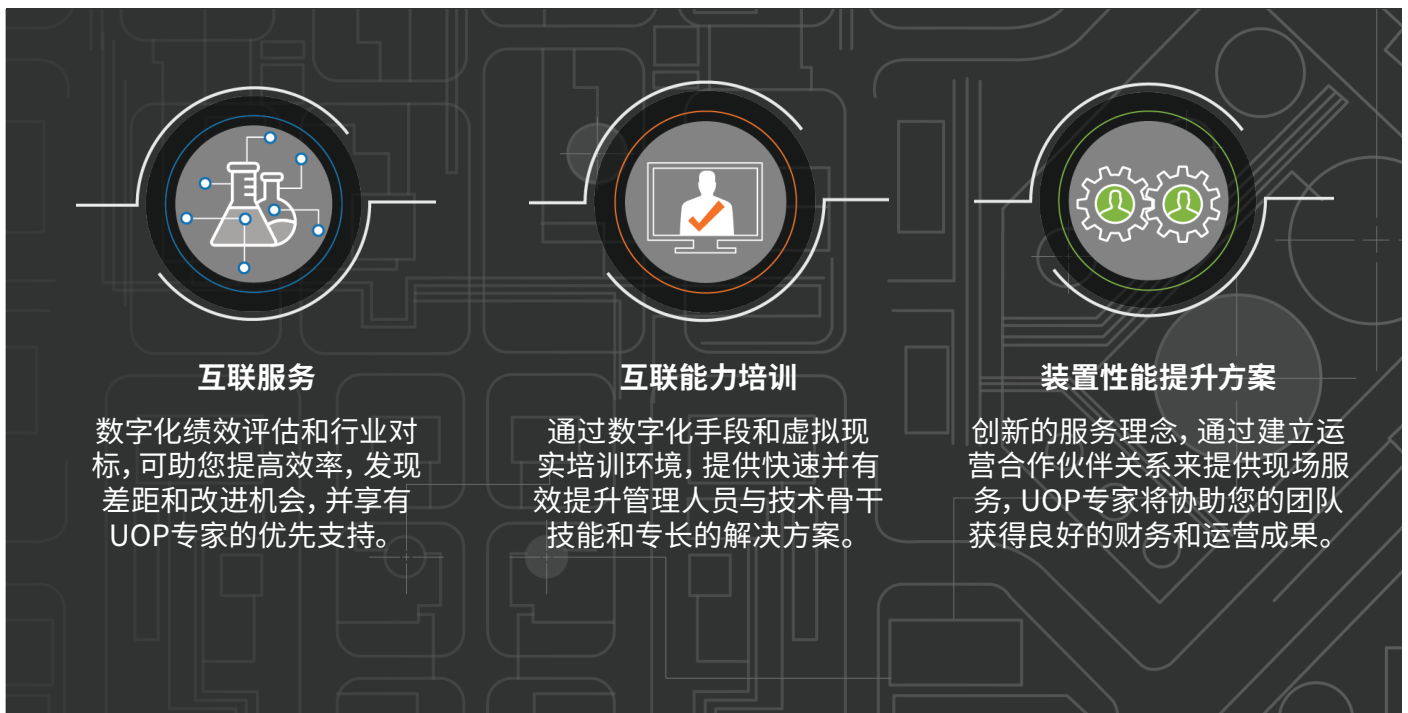 互联服务
数字化绩效评估和行业对
标，可助您提高效率，发现
差距和改进机会，并享有
UOP专家的优先支持。
互联能力培训
通过数字化手段和虚拟现
实培训环境，提供快速并有
效提升管理人员与技术骨干
技能和专长的解决方案。
装置性能提升方案
创新的服务理念，通过建立运
营合作伙伴关系来提供现场服
务，UOP专家将协助您的团队
获得良好的财务和运营成果。